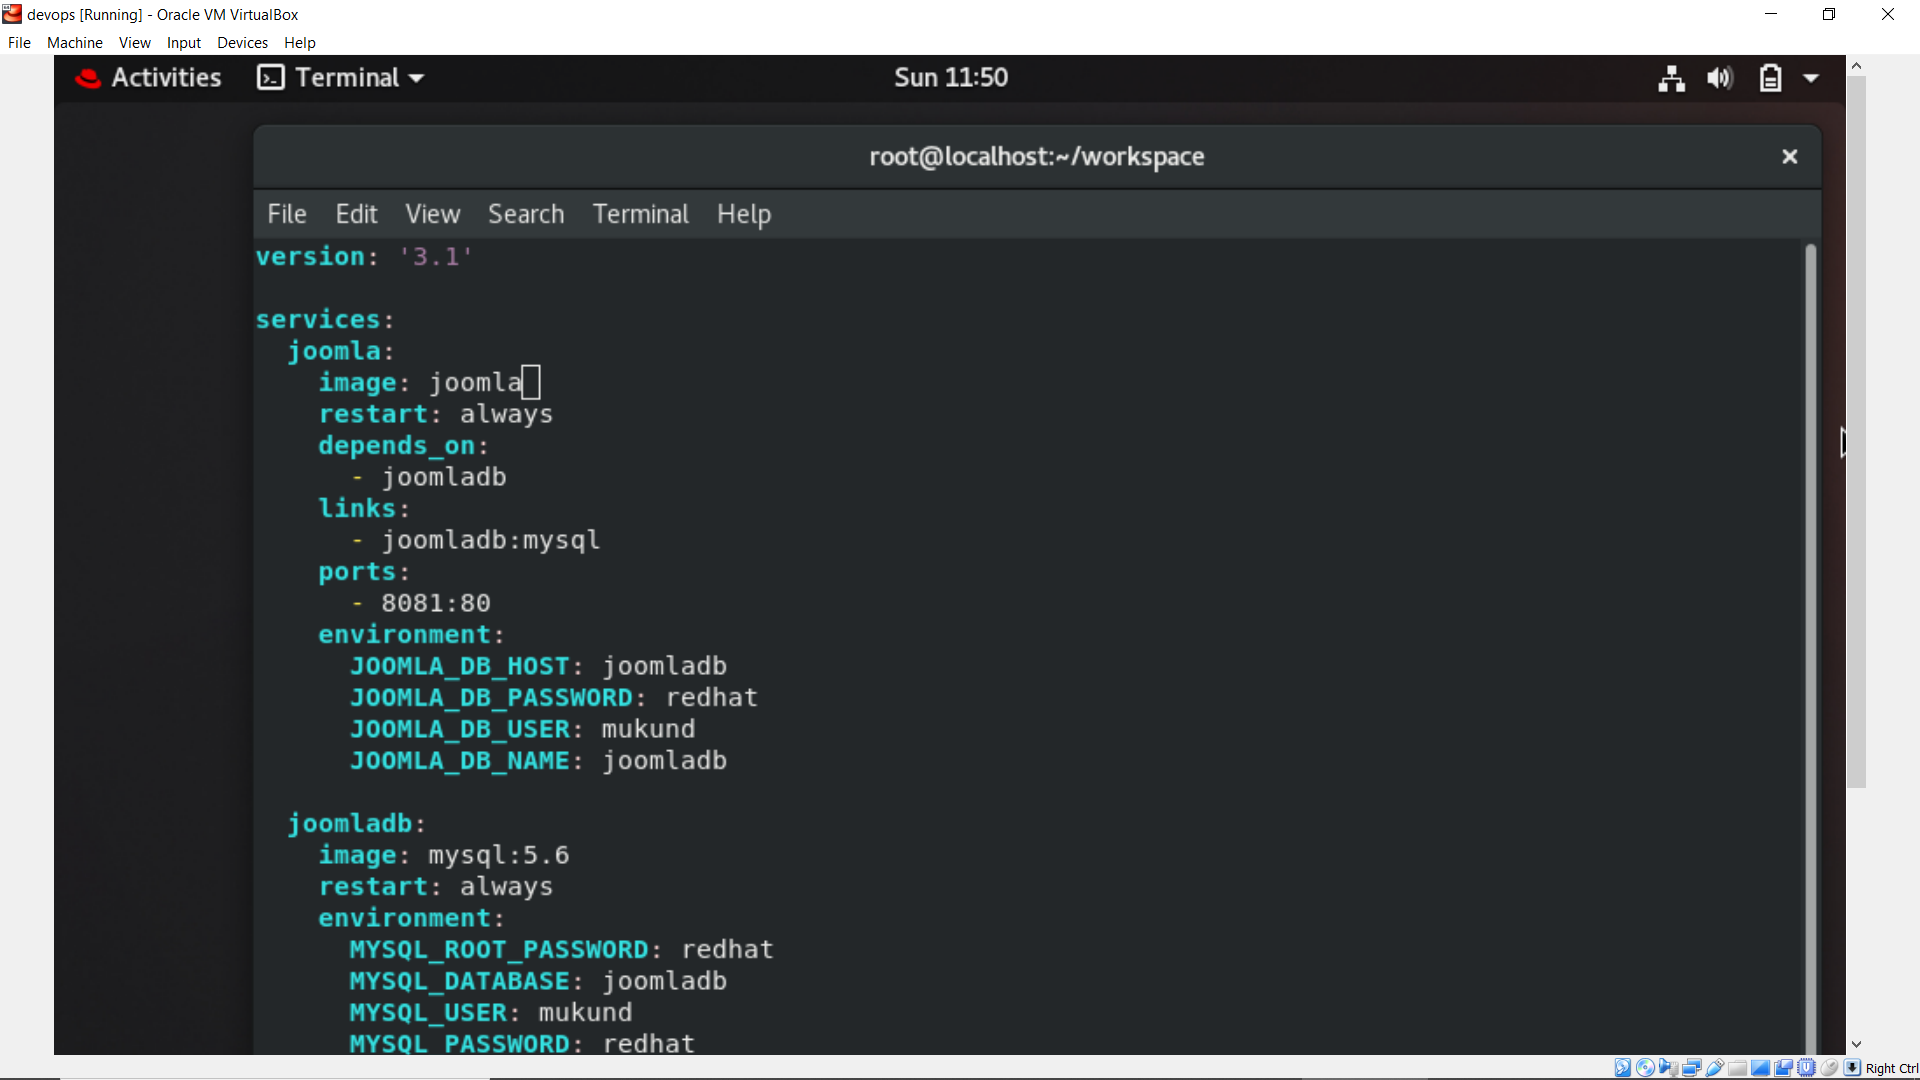 devops [Running] - Oracle VM VirtualBox
File Machine View Input Devices Help
Activities Terminal Sun 11:50
root@localhost:~/workspace
File Edit View Search Terminal Help
version: '3.1'
services:
  joomla:
    image: joomla
    restart: always
    depends_on:
      - joomladb
    links:
      - joomladb:mysql
    ports:
      - 8081:80
    environment:
      JOOMLA_DB_HOST: joomladb
      JOOMLA_DB_PASSWORD: redhat
      JOOMLA_DB_USER: mukund
      JOOMLA_DB_NAME: joomladb
  joomladb:
    image: mysql:5.6
    restart: always
    environment:
      MYSQL_ROOT_PASSWORD: redhat
      MYSQL_DATABASE: joomladb
      MYSQL_USER: mukund
      MYSQL_PASSWORD: redhat
Right Ctrl